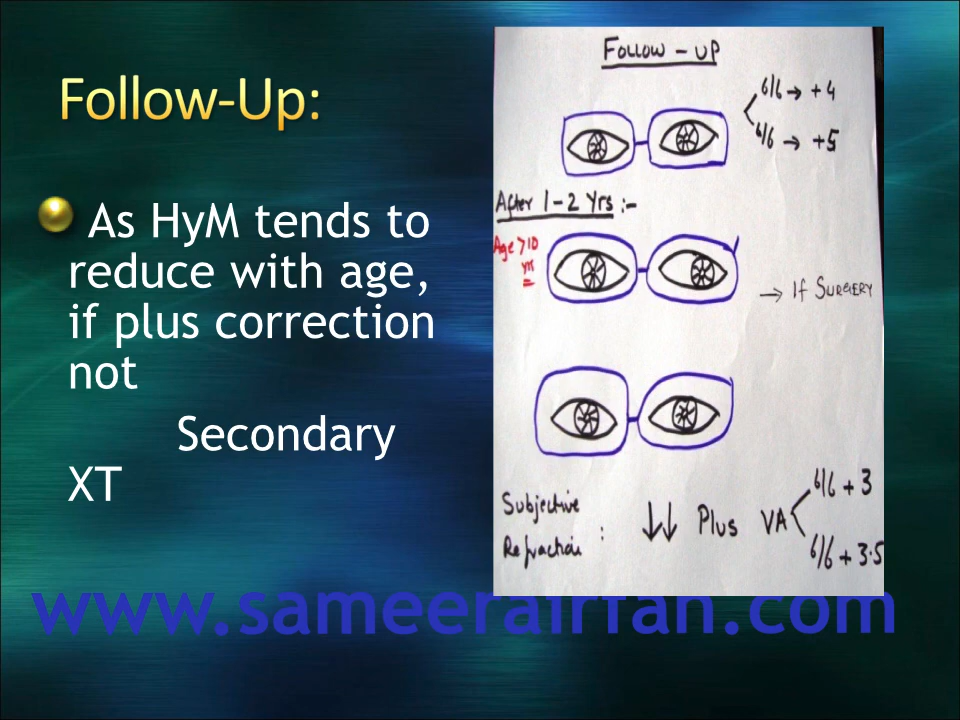 Follow-Up:
As HyM tends to
reduce with age,
if plus correction
not
Secondary
XT
FOLLOW - UP
6/6 → + 4
6/6 → + 5
After 1-2 Yrs :-
Age >10
yrs
→ If SURGERY
Subjective
Refraction :
↓↓ Plus VA
6/6 + 3
6/6 + 3.5
www.sameerairfan.com